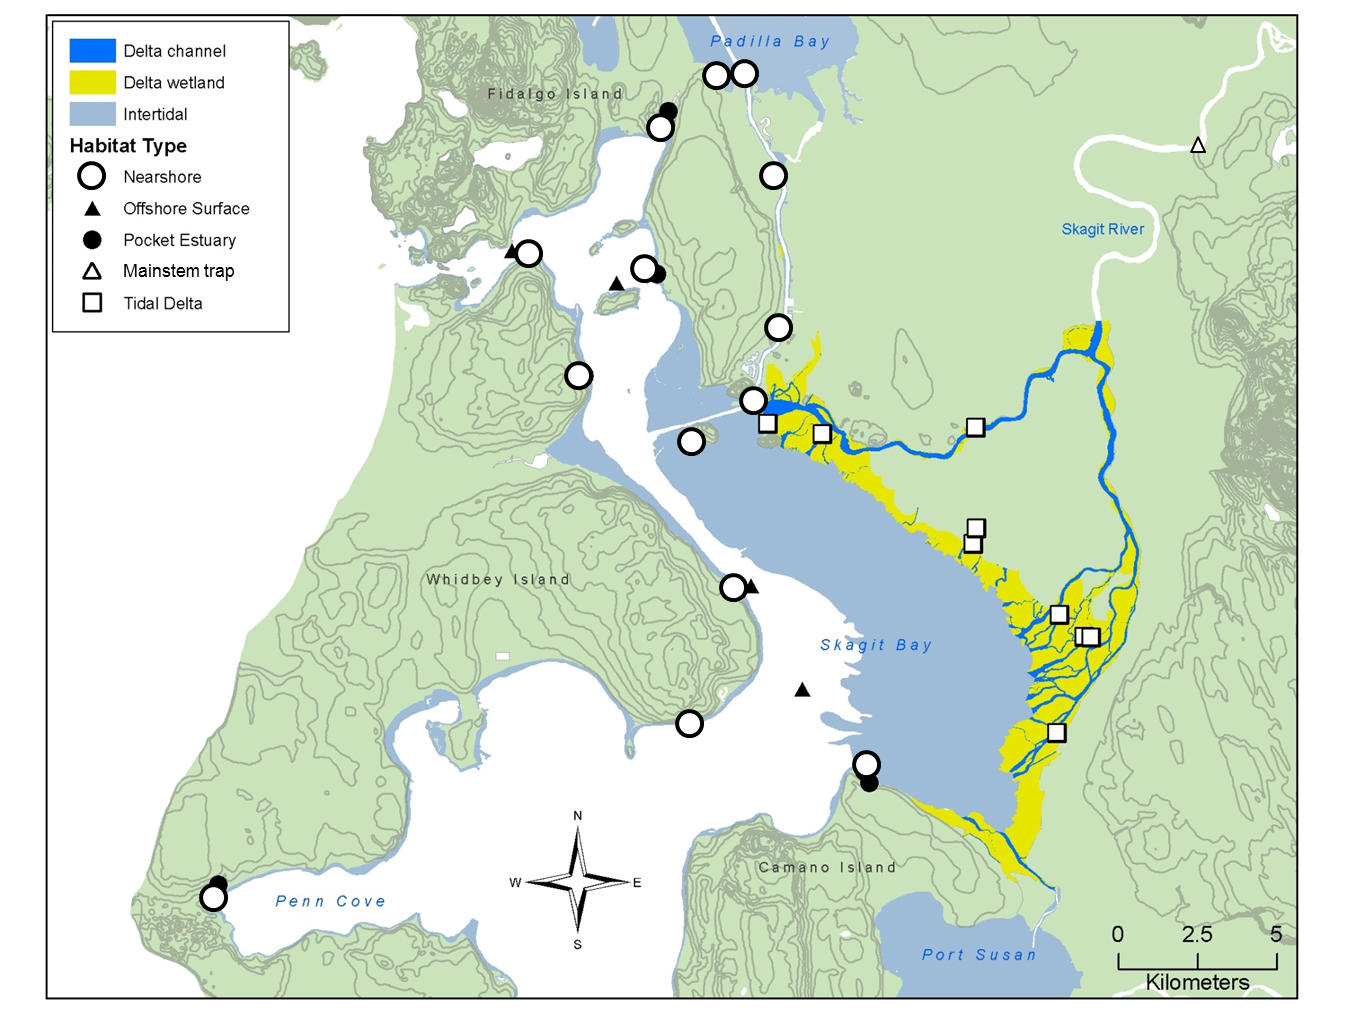 Delta channel
Delta wetland
Intertidal
Habitat Type
Nearshore
Offshore Surface
Pocket Estuary
Mainstem trap
Tidal Delta
Padilla Bay
Fidalgo Island
Skagit River
Whidbey Island
Skagit Bay
N
W E
S
Camano Island
Penn Cove
Port Susan
0 2.5 5
Kilometers